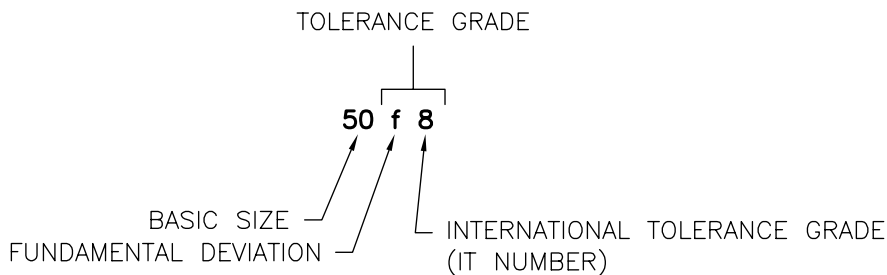 TOLERANCE GRADE
50 f 8
BASIC SIZE
FUNDAMENTAL DEVIATION
INTERNATIONAL TOLERANCE GRADE
(IT NUMBER)